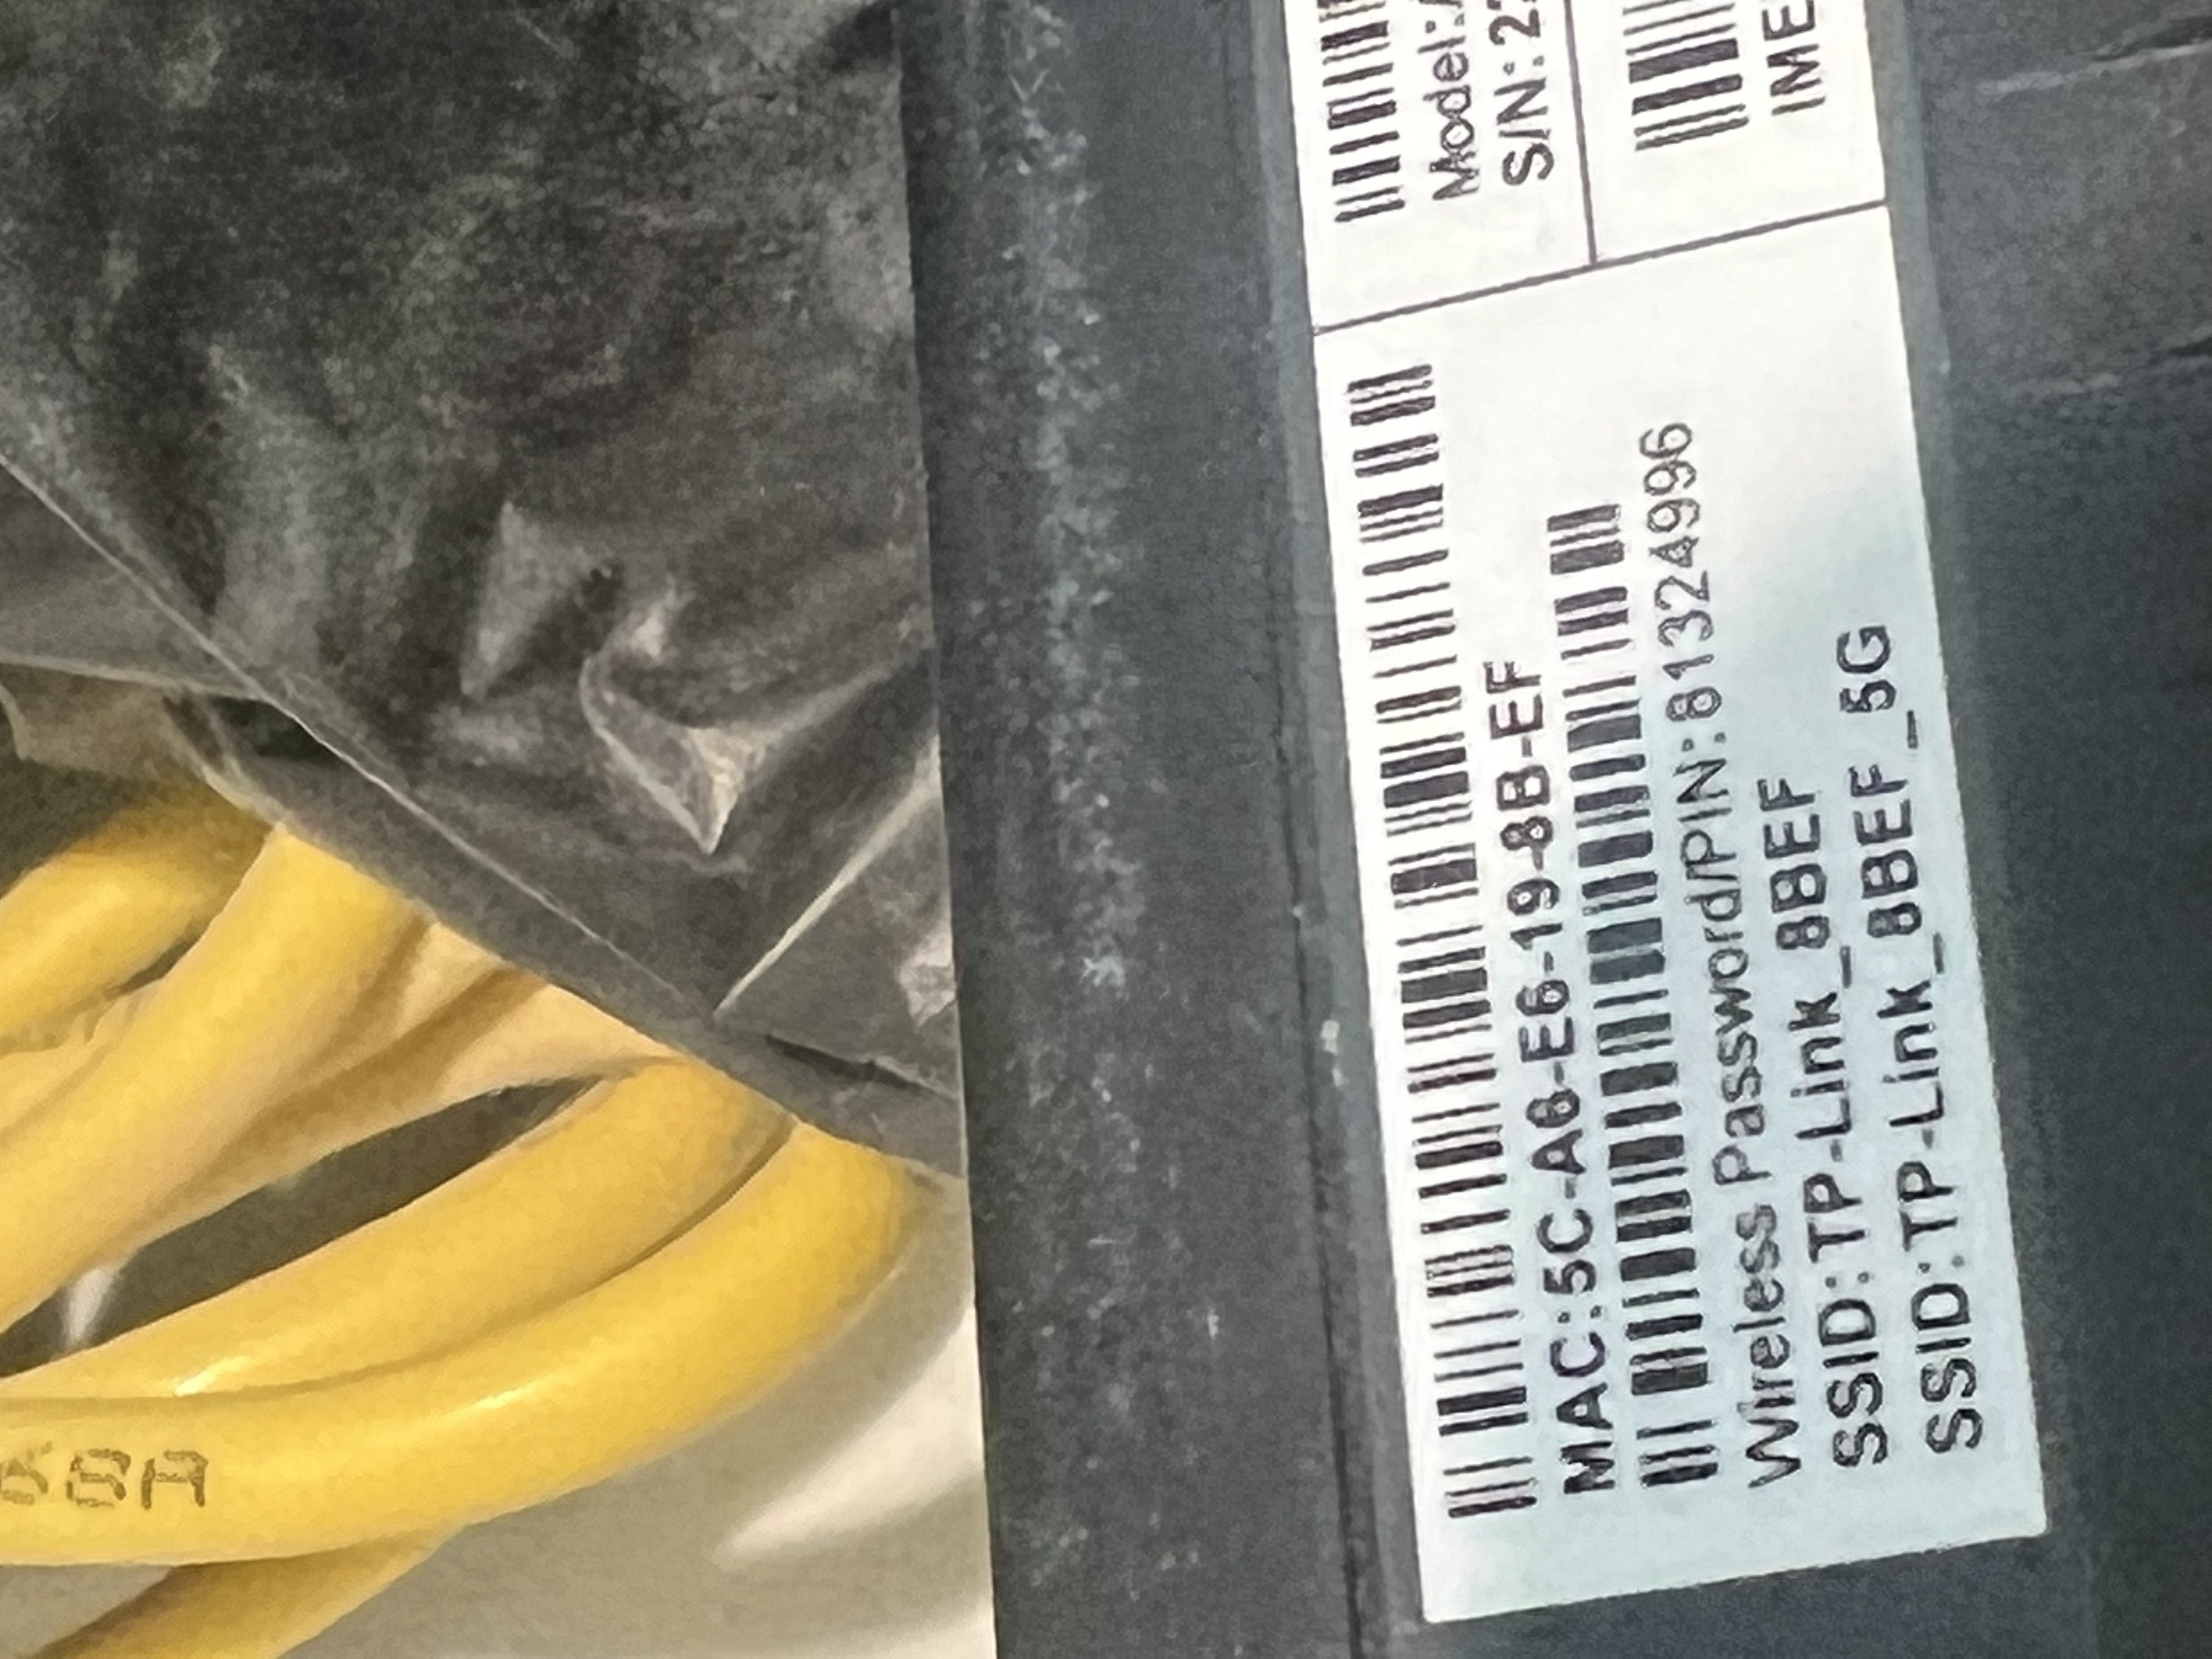 Model:
S/N:2
IME
MAC:5C-A6-E6-19-8B-EF
Wireless Password/PIN:81324996
SSID:TP-Link_8BEF
SSID:TP-Link_8BEF_5G